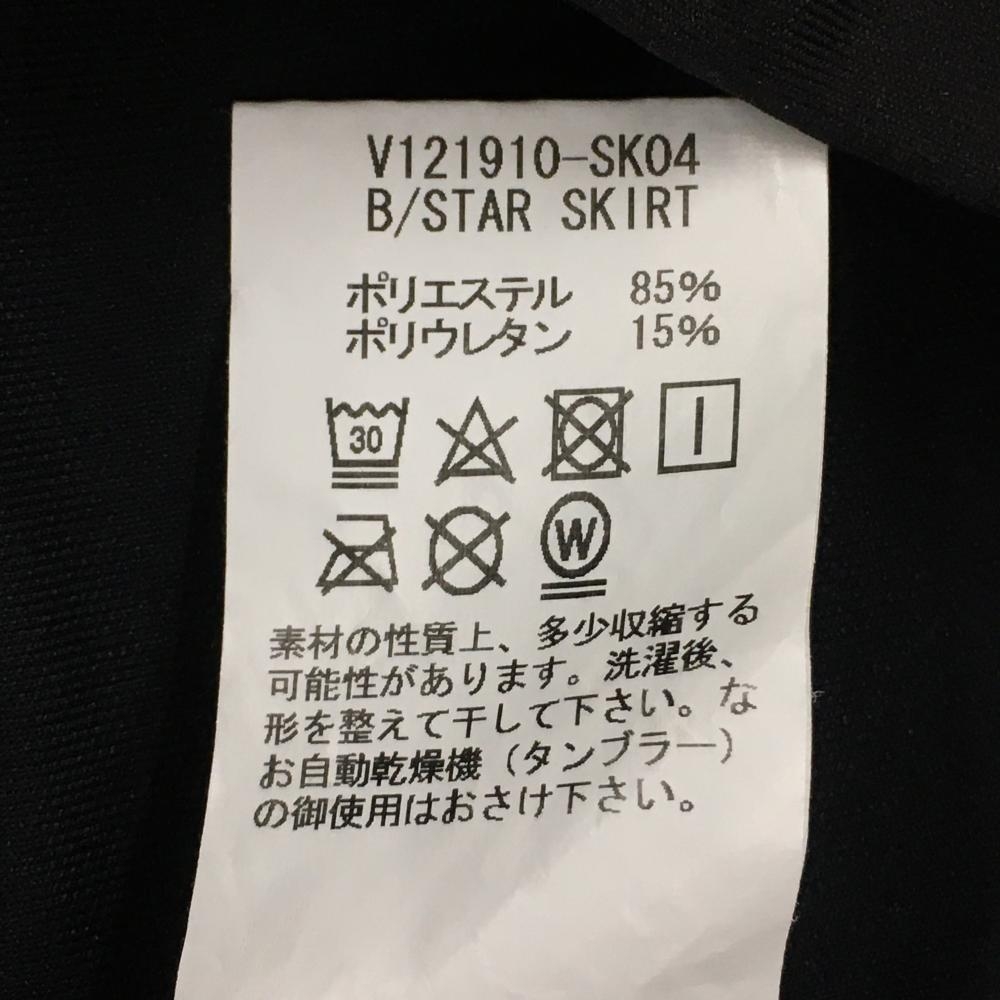 V121910-SK04
B/STAR SKIRT
ポリエステル 85%
ポリウレタン 15%
30
W
素材の性質上、多少収縮する
可能性があります。洗濯後、
形を整えて干して下さい。な
お自動乾燥機（タンブラー）
の御使用はおさけ下さい。